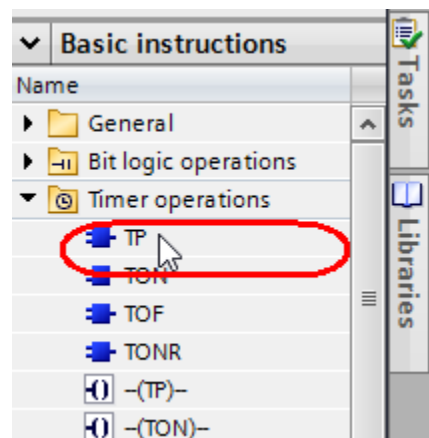 Basic instructions
Name
General
Bit logic operations
Timer operations
TP
TON
TOF
TONR
–(TP)–
–(TON)–
Tasks
Libraries